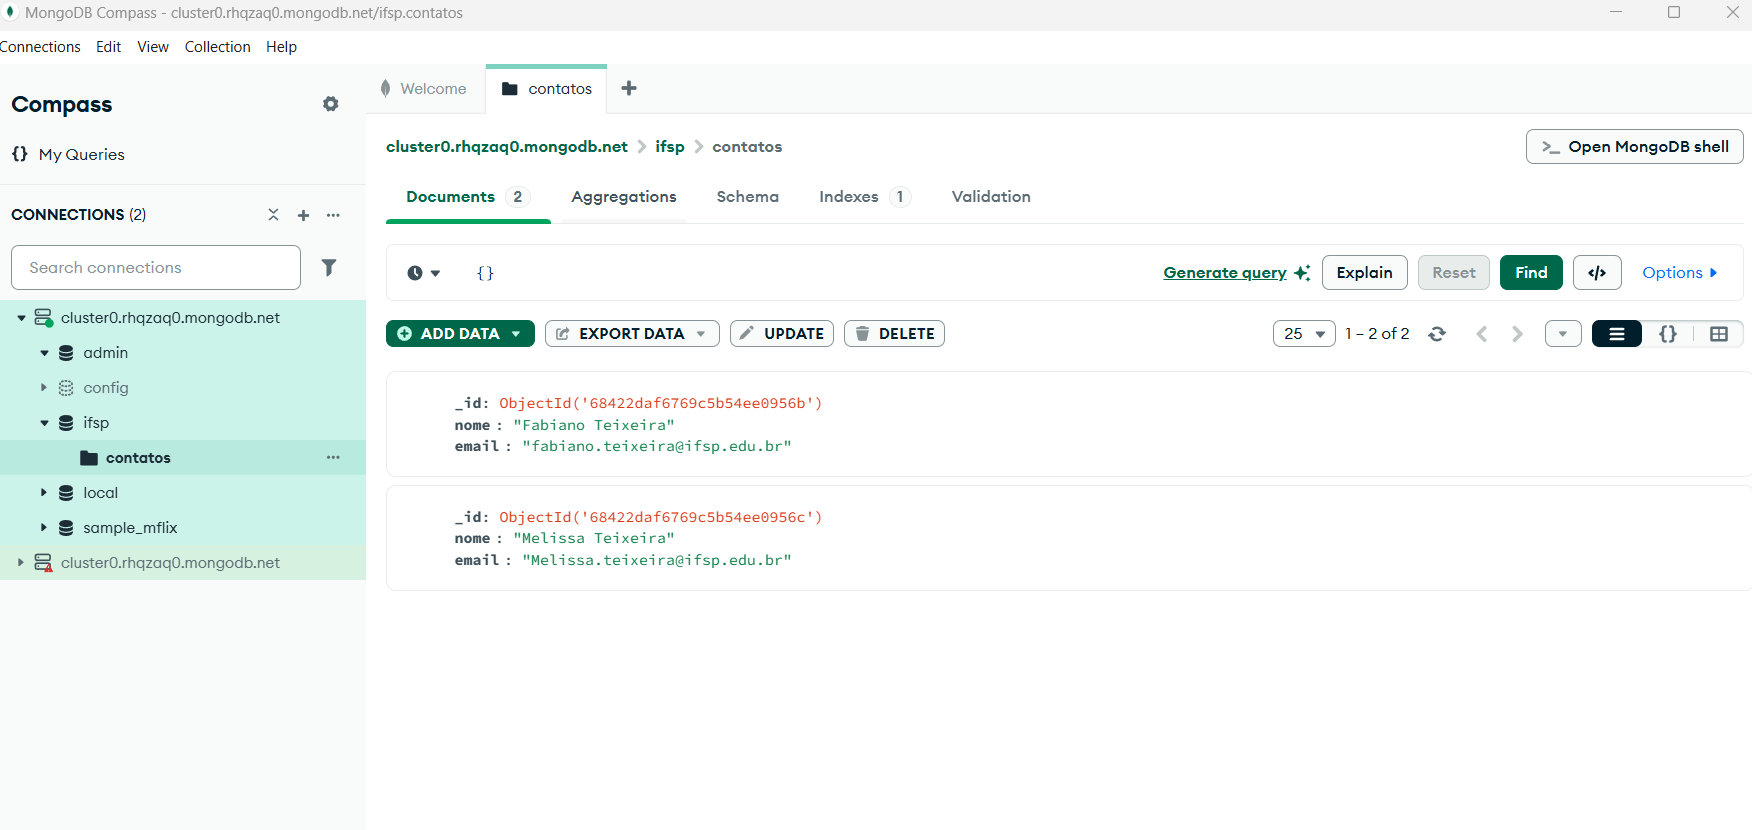 MongoDB Compass - cluster0.rhqzaq0.mongodb.net/ifsp.contatos
Connections Edit View Collection Help
Compass
{} My Queries
CONNECTIONS (2)
Search connections
cluster0.rhqzaq0.mongodb.net
admin
config
ifsp
contatos
local
sample_mflix
cluster0.rhqzaq0.mongodb.net
Welcome contatos
cluster0.rhqzaq0.mongodb.net > ifsp > contatos
>_ Open MongoDB shell
Documents 2 Aggregations Schema Indexes 1 Validation
{} Generate query Explain Reset Find </> Options
ADD DATA EXPORT DATA UPDATE DELETE 25 1 – 2 of 2 {}
_id: ObjectId('68422daf6769c5b54ee0956b')
nome : "Fabiano Teixeira"
email : "fabiano.teixeira@ifsp.edu.br"
_id: ObjectId('68422daf6769c5b54ee0956c')
nome : "Melissa Teixeira"
email : "Melissa.teixeira@ifsp.edu.br"